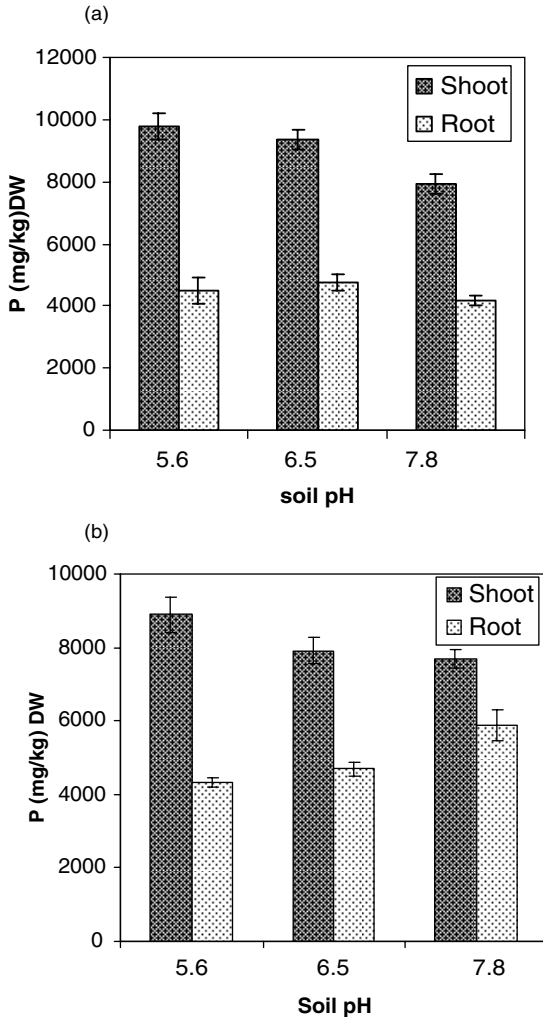 (a)
12000
10000
8000
6000
4000
2000
0
P (mg/kg)DW
Shoot
Root
5.6 6.5 7.8
soil pH
(b)
10000
8000
6000
4000
2000
0
P (mg/kg) DW
Shoot
Root
5.6 6.5 7.8
Soil pH